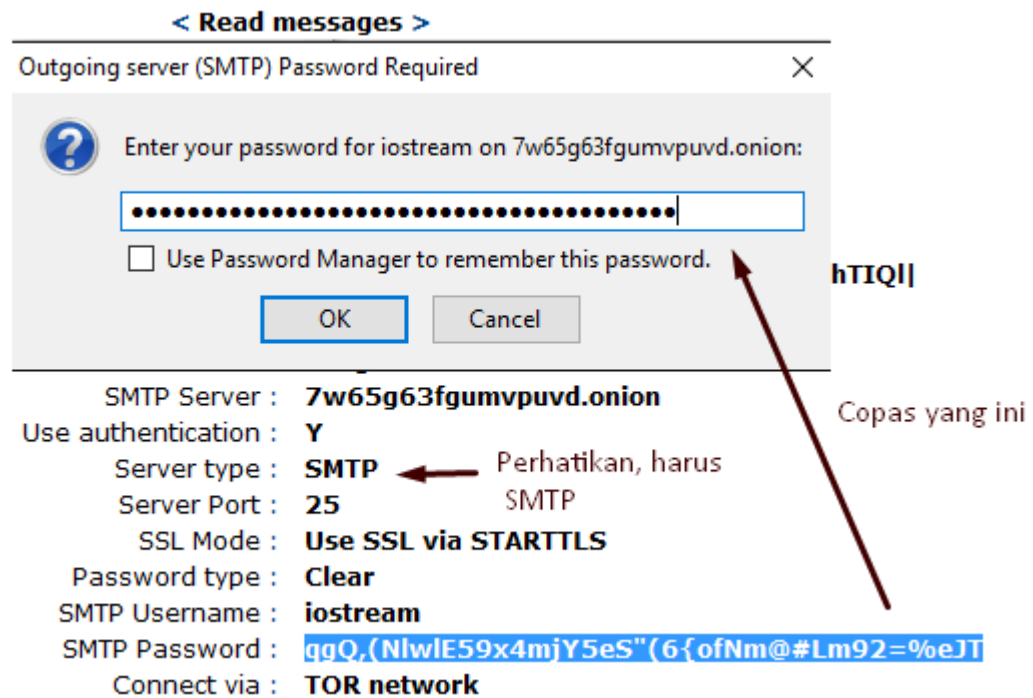 < Read messages >
Outgoing server (SMTP) Password Required
Enter your password for iostream on 7w65g63fgumvpuvd.onion:
•••••••••••••••••••••••••••••••••••••••
Use Password Manager to remember this password.
hTIQl|
OK Cancel
SMTP Server : 7w65g63fgumvpuvd.onion
Copas yang ini
Use authentication : Y
Server type : SMTP
Perhatikan, harus
SMTP
Server Port : 25
SSL Mode : Use SSL via STARTTLS
Password type : Clear
SMTP Username : iostream
SMTP Password : qgQ,(NlwlE59x4mjY5eS"(6{ofNm@#Lm92=%eJT
Connect via : TOR network